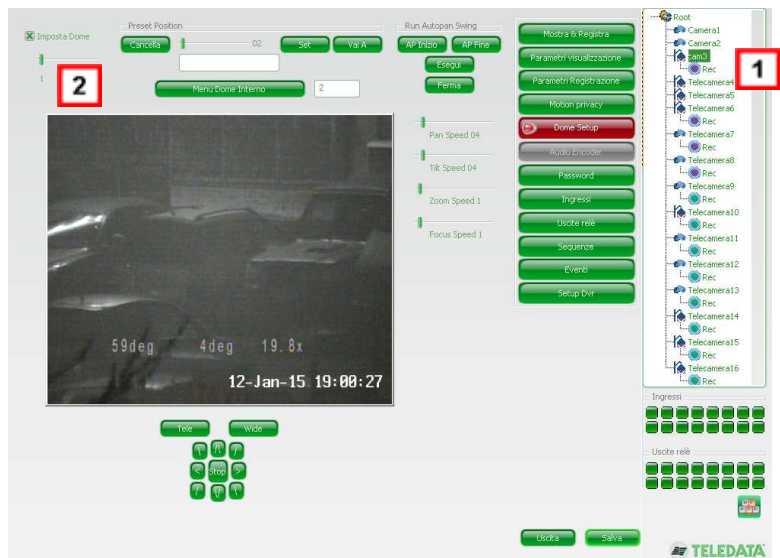 Imposta Dome
1
2
Preset Position
Cancella
02
Set
Vai A
Menu Dome Interno
2
Run Autopan Swing
AP Inizio
AP Fine
Esegui
Ferma
Pan Speed 04
Tilt Speed 04
Zoom Speed 1
Focus Speed 1
59deg 4deg 19.8x
12-Jan-15 19:00:27
Tele
Wide
<
Stop
>
Mostra & Registra
Parametri visualizzazione
Parametri Registrazione
Motion privacy
Dome Setup
Audio Encoder
Password
Ingressi
Uscite relè
Sequenze
Eventi
Setup Dvr
Root
Camera1
Camera2
cam3
Rec
1
Telecamera4
Telecamera5
Telecamera6
Rec
Telecamera7
Rec
Telecamera8
Rec
Telecamera9
Rec
Telecamera10
Rec
Telecamera11
Rec
Telecamera12
Rec
Telecamera13
Rec
Telecamera14
Rec
Telecamera15
Rec
Telecamera16
Rec
Ingressi
Uscite relè
Uscita
Salva
TELEDATA